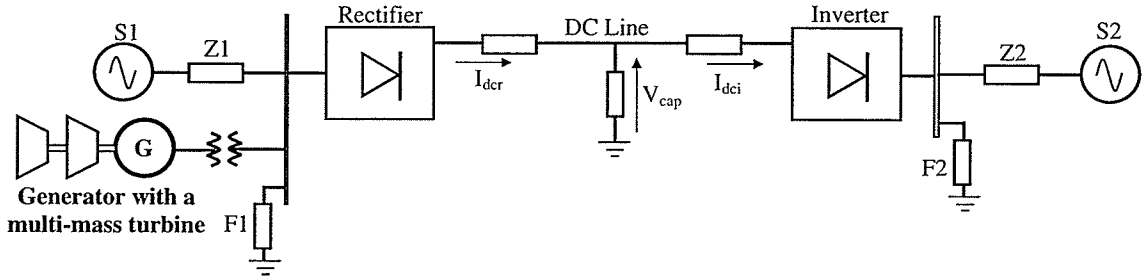 Rectifier
Inverter
S1
Z1
DC Line
S2
Z2
I_dcr
V_cap
I_dci
G
Generator with a
multi-mass turbine
F1
F2